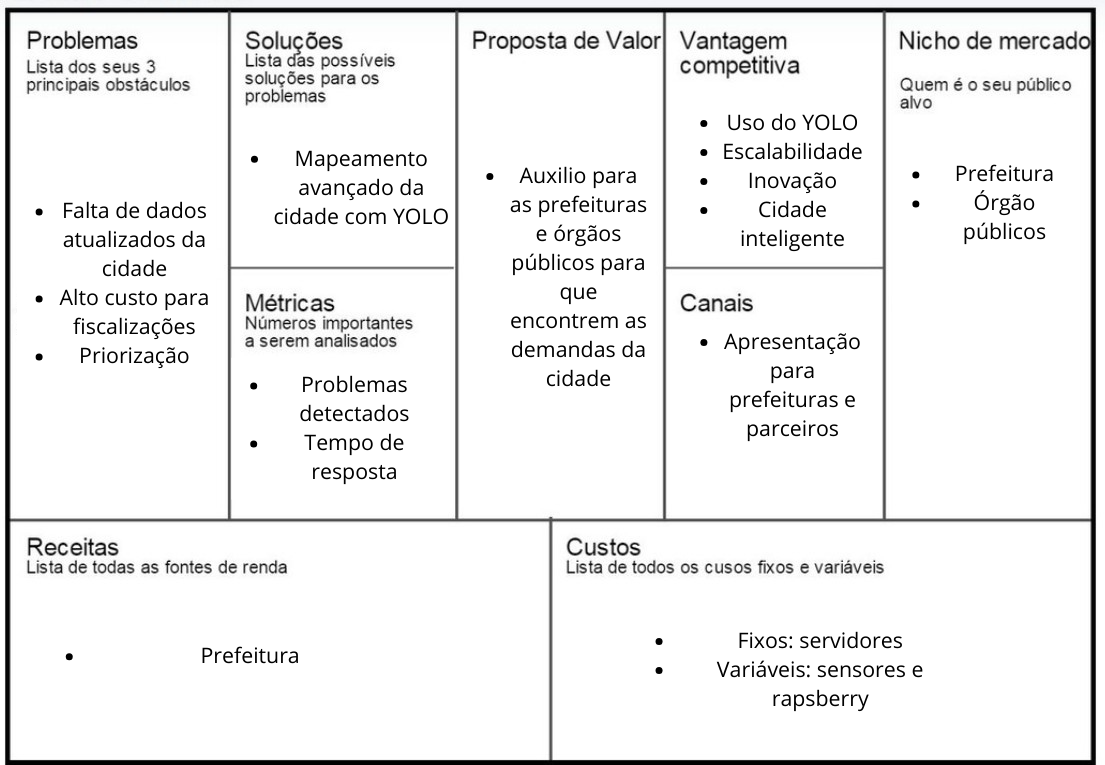 Problemas
Lista dos seus 3
principais obstáculos
• Falta de dados
atualizados da
cidade
• Alto custo para
fiscalizações
• Priorização
Soluções
Lista das possíveis
soluções para os
problemas
• Mapeamento
avançado da
cidade com YOLO
Métricas
Números importantes
a serem analisados
• Problemas
detectados
• Tempo de
resposta
Proposta de Valor
• Auxilio para
as prefeituras
e órgãos
públicos para
que
encontrem as
demandas da
cidade
Vantagem
competitiva
• Uso do YOLO
• Escalabilidade
• Inovação
• Cidade
inteligente
Canais
• Apresentação
para
prefeituras e
parceiros
Nicho de mercado
Quem é o seu público
alvo
• Prefeitura
• Órgão
públicos
Receitas
Lista de todas as fontes de renda
• Prefeitura
Custos
Lista de todos os cusos fixos e variáveis
• Fixos: servidores
• Variáveis: sensores e
rapsberry